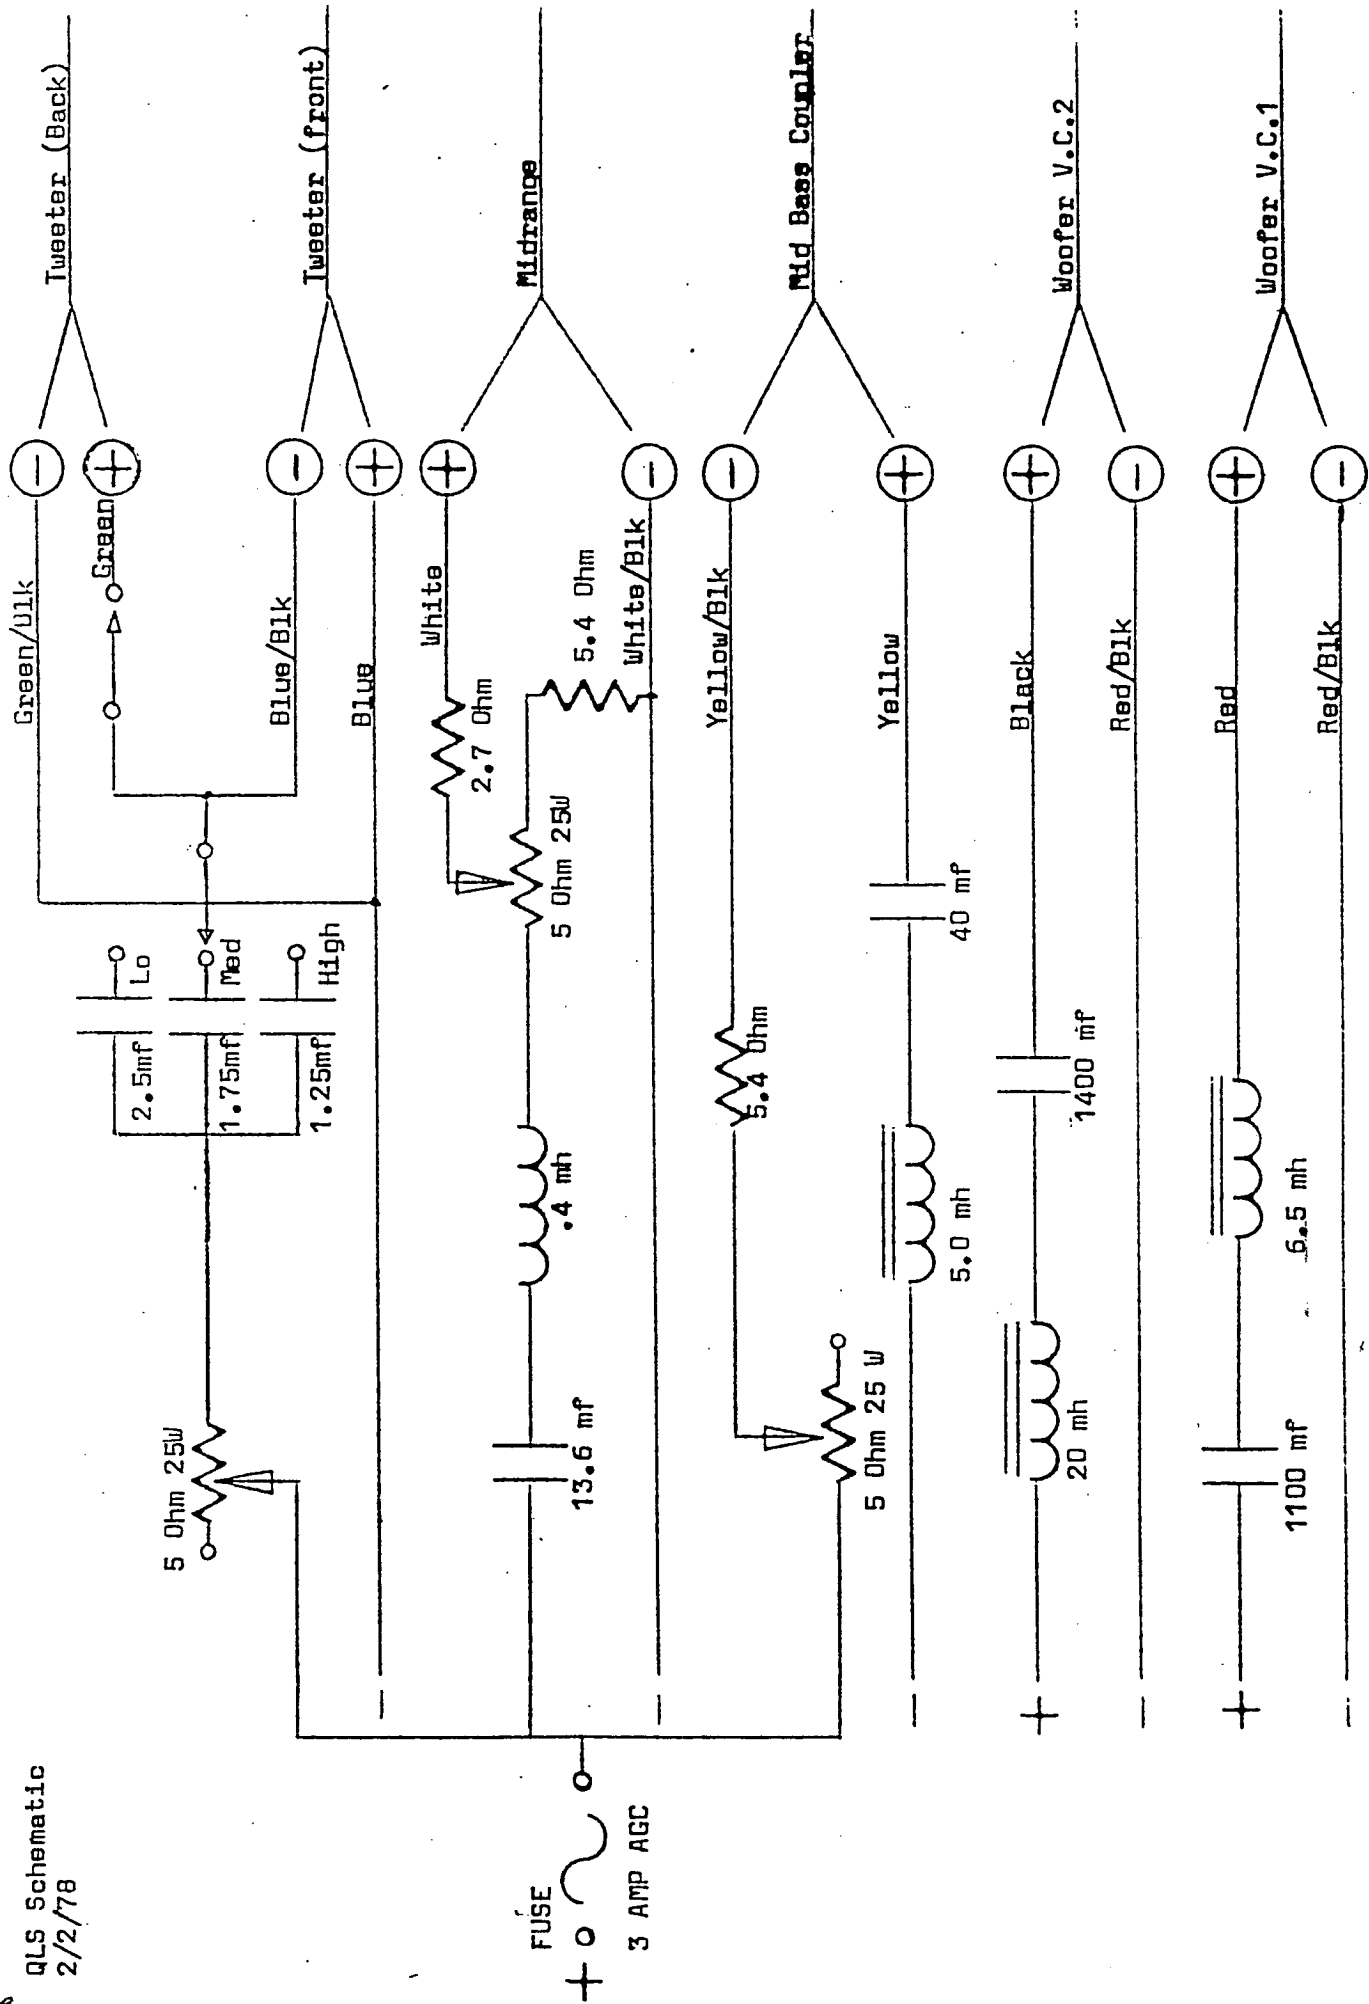 QLS Schematic
2/2/78
Tweeter (Back)
Green/Blk
−
+
Green
Tweeter (front)
Blue/Blk
−
Blue
+
Lo
Med
High
2.5mf
1.75mf
1.25mf
5 Ohm 25W
−
Midrange
White
+
2.7 Ohm
5.4 Ohm
White/Blk
−
5 Ohm 25W
.4 mh
13.6 mf
−
FUSE
+
3 AMP AGC
Mid Bass Coupler
Yellow/Blk
−
5.4 Ohm
5 Ohm 25 W
Yellow
+
40 mf
5.0 mh
−
Woofer V.C.2
Black
+
1400 mf
20 mh
+
Red/Blk
−
−
Woofer V.C.1
Red
+
6.5 mh
1100 mf
+
Red/Blk
−
−